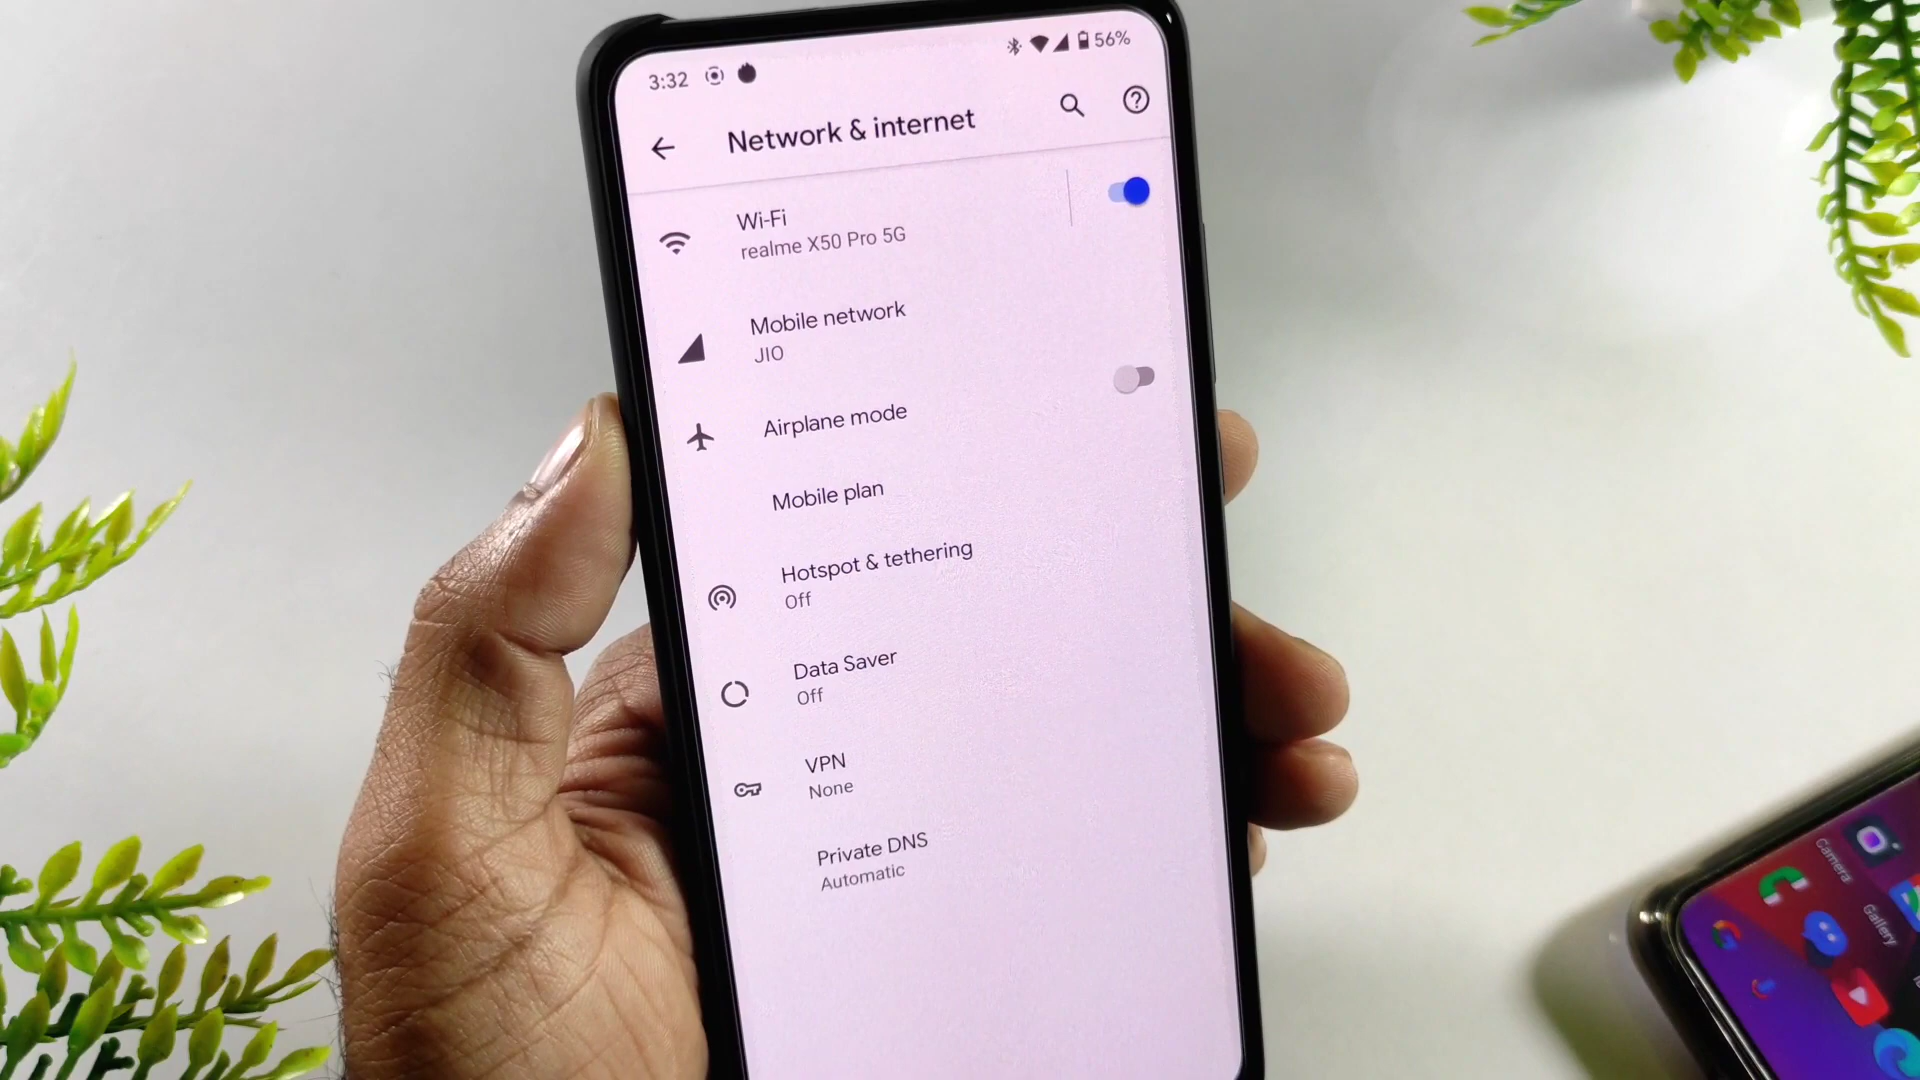 3:32
56%
Network & internet
Wi-Fi
realme X50 Pro 5G
Mobile network
JIO
Airplane mode
Mobile plan
Hotspot & tethering
Off
Data Saver
Off
VPN
None
Private DNS
Automatic
Camera
Gallery